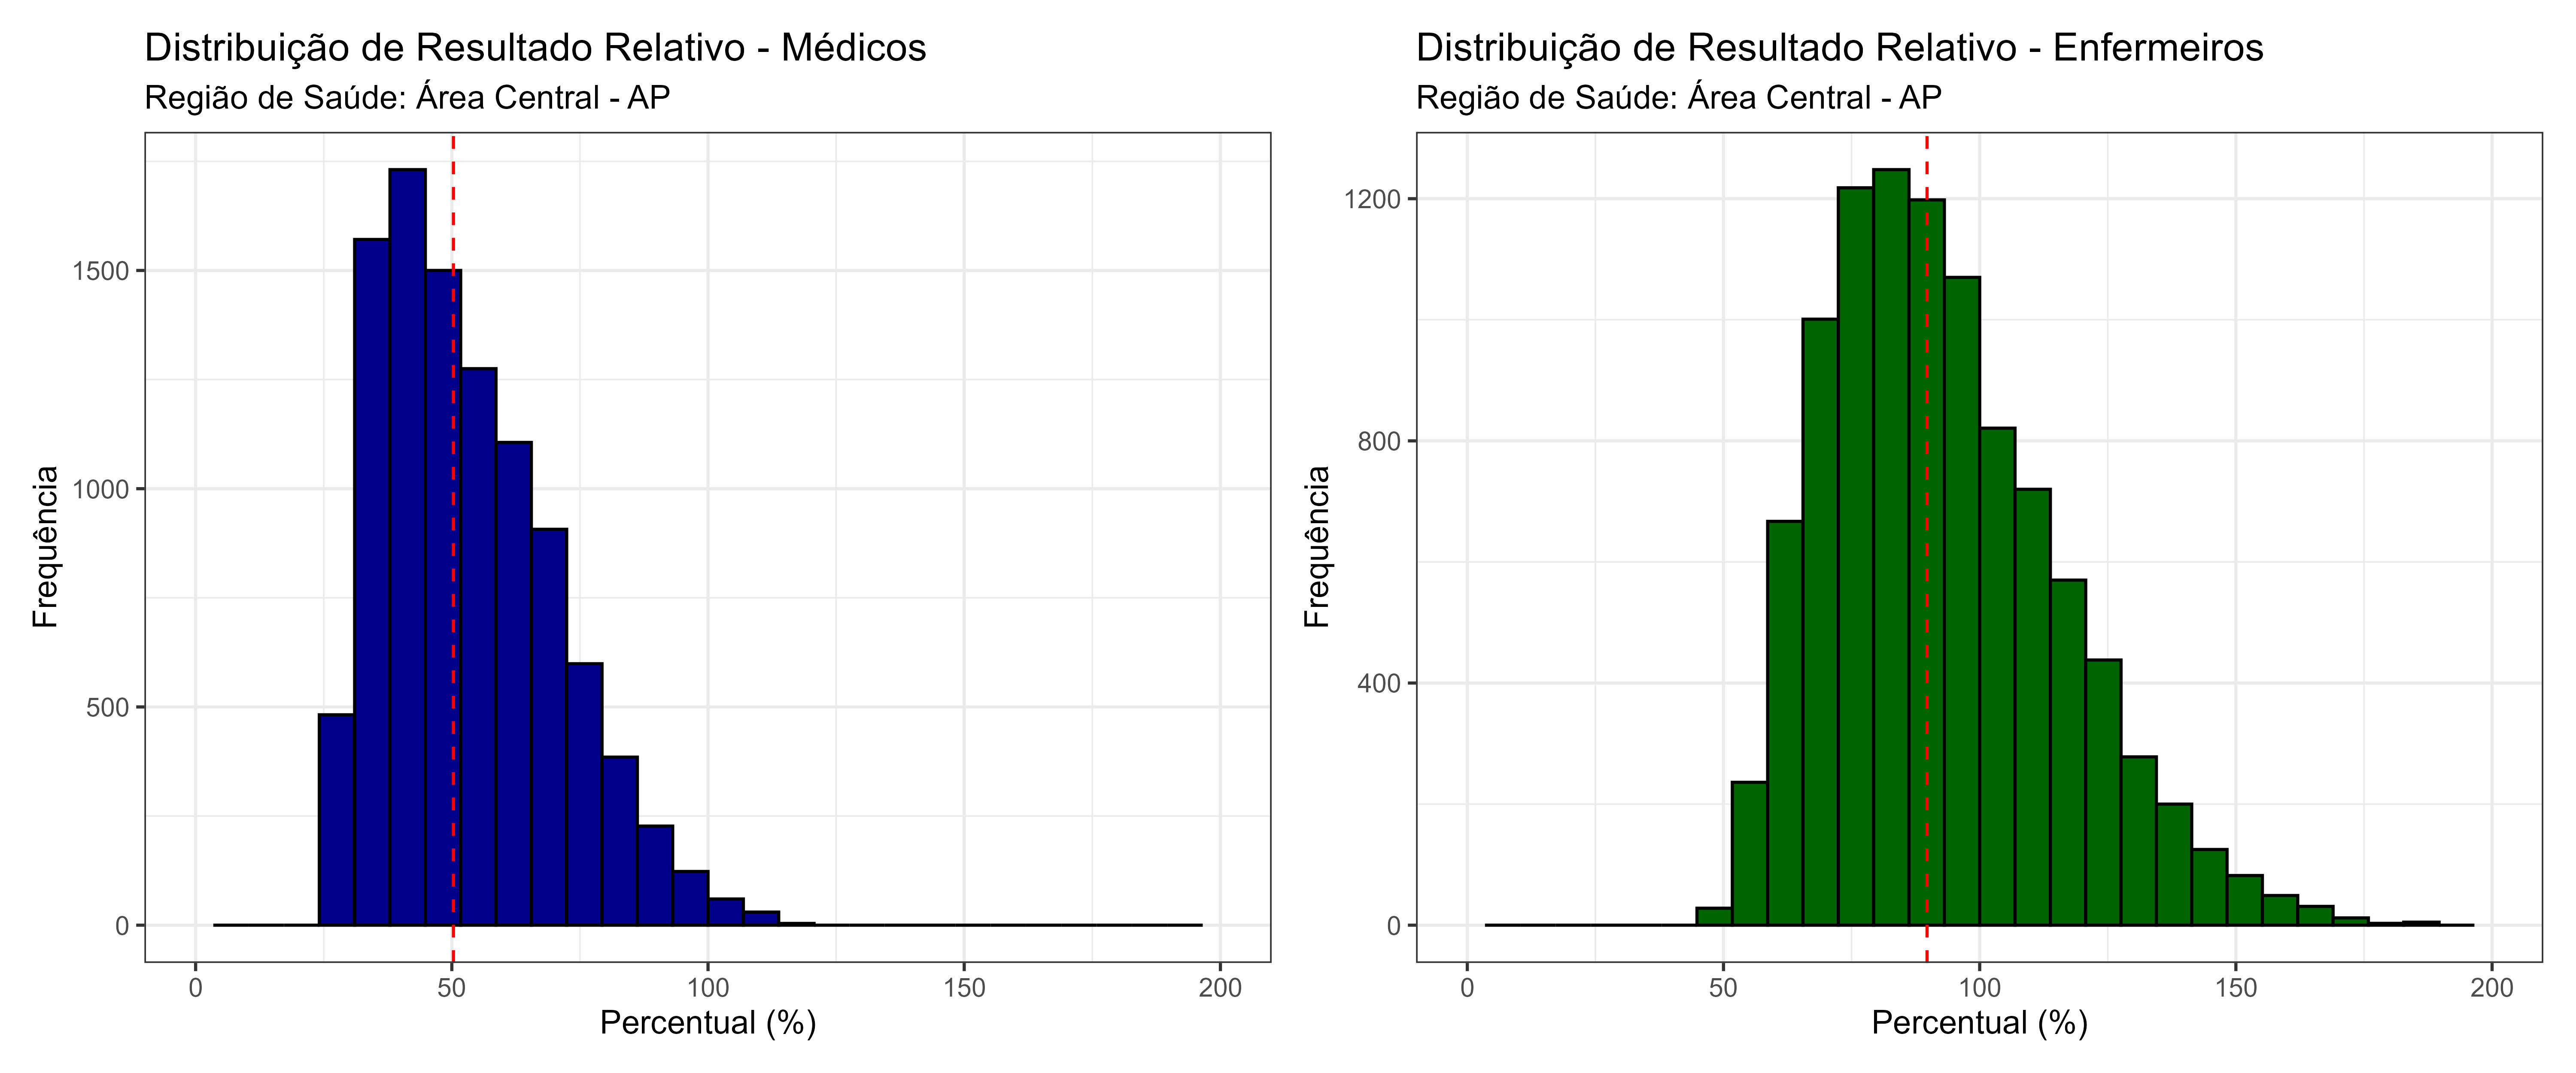 Distribuição de Resultado Relativo - Médicos
Região de Saúde: Área Central - AP
Frequência
1500
1000
500
0
0 50 100 150 200
Percentual (%)
Distribuição de Resultado Relativo - Enfermeiros
Região de Saúde: Área Central - AP
Frequência
1200
800
400
0
0 50 100 150 200
Percentual (%)